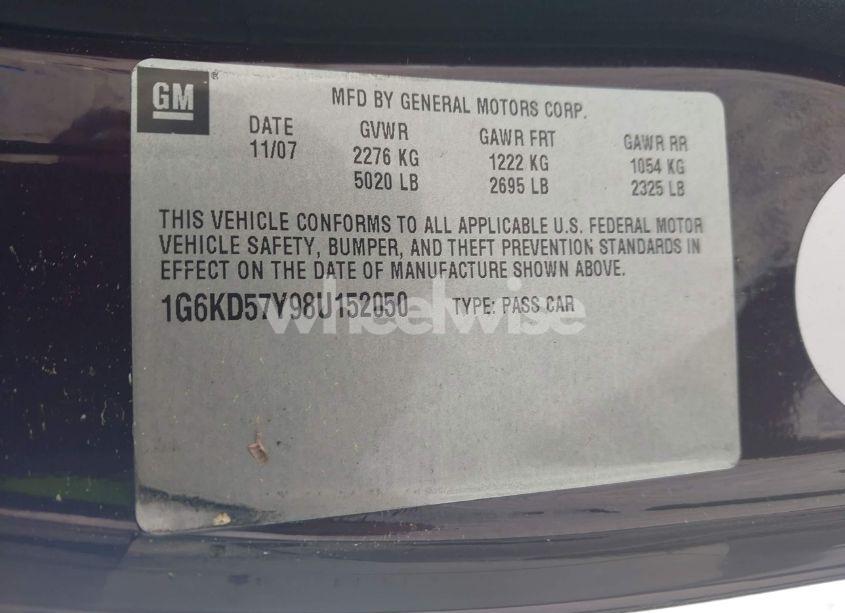 GM®
MFD BY GENERAL MOTORS CORP.
DATE GVWR GAWR FRT GAWR RR
11/07 2276 KG 1222 KG 1054 KG
5020 LB 2695 LB 2325 LB
THIS VEHICLE CONFORMS TO ALL APPLICABLE U.S. FEDERAL MOTOR
VEHICLE SAFETY, BUMPER, AND THEFT PREVENTION STANDARDS IN
EFFECT ON THE DATE OF MANUFACTURE SHOWN ABOVE.
1G6KD57Y98U152050 TYPE: PASS CAR
wheelwise